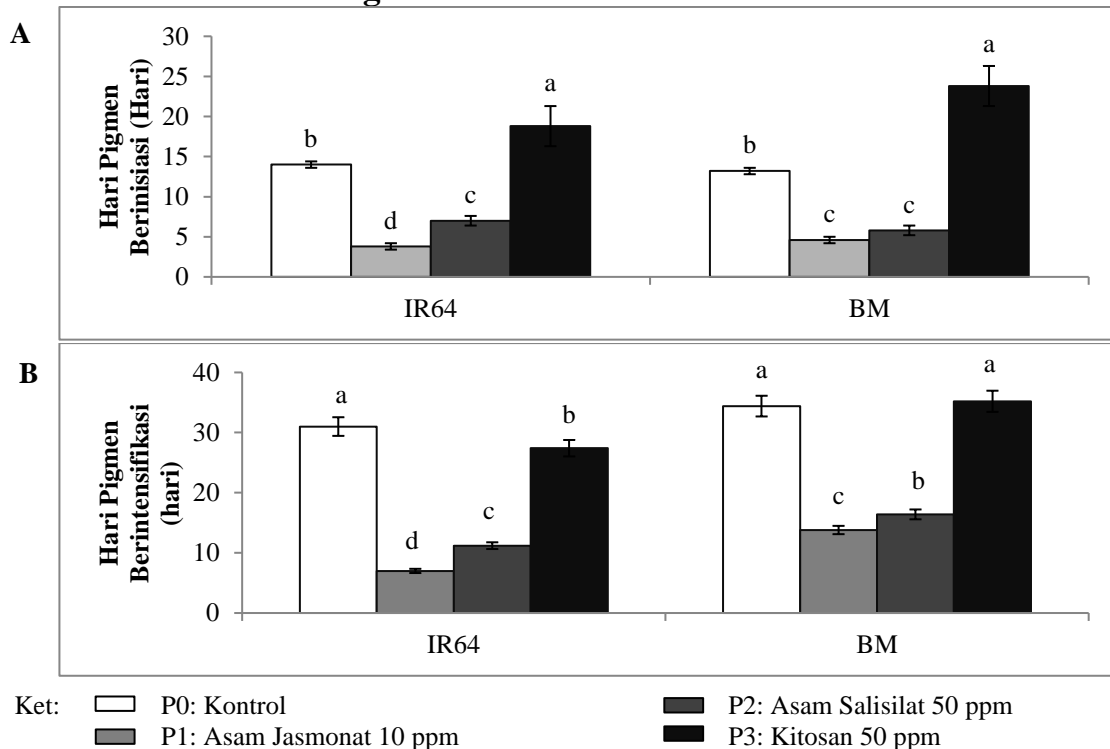 A
Hari Pigmen
Berinisiasi (Hari)
30
25
20
15
10
5
0
b
d
c
a
b
c
c
a
IR64
BM
B
Hari Pigmen
Berintensifikasi
(hari)
40
30
20
10
0
a
d
c
b
a
c
b
a
IR64
BM
Ket:
P0: Kontrol
P2: Asam Salisilat 50 ppm
P1: Asam Jasmonat 10 ppm
P3: Kitosan 50 ppm